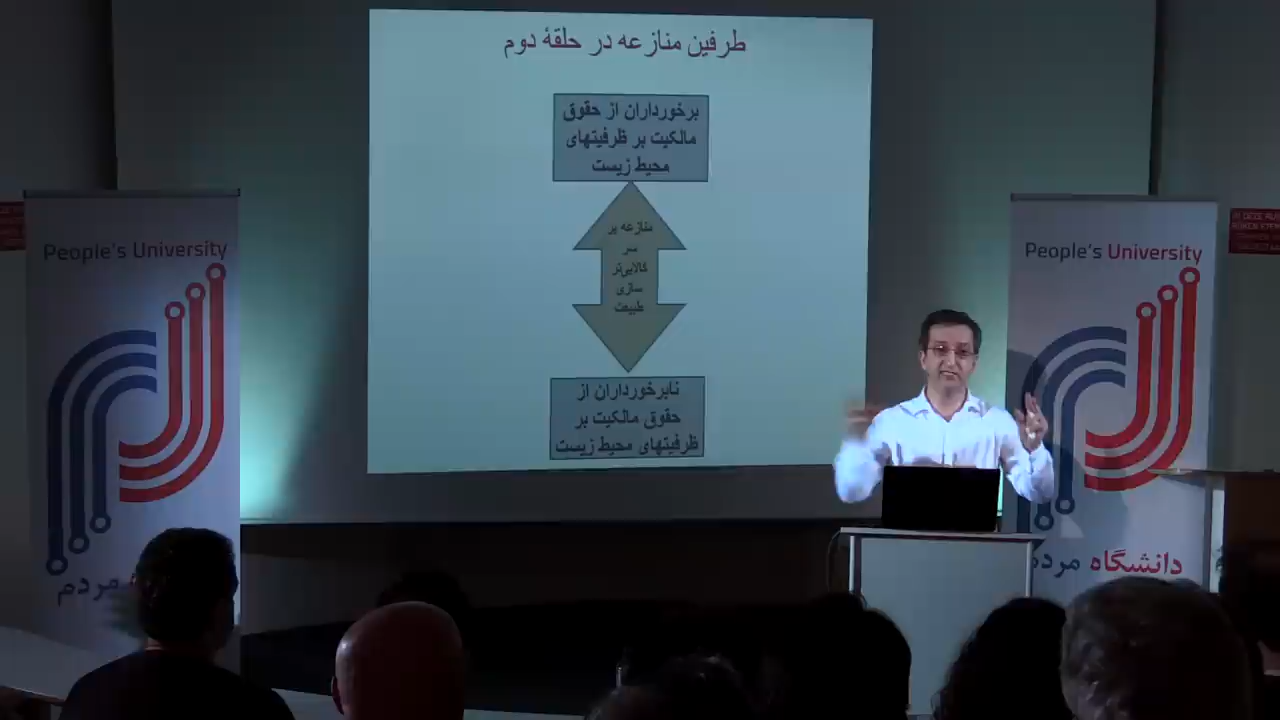 طرفین منازعه در حلقهٔ دوم
برخورداران از حقوق
مالکیت بر ظرفیتهای
محیط زیست
منازعه بر
سر
کالایی‌تر
سازی
طبیعت
نابرخورداران از
حقوق مالکیت بر
ظرفیتهای محیط زیست
People's University
مردم
People's University
دانشگاه مردم